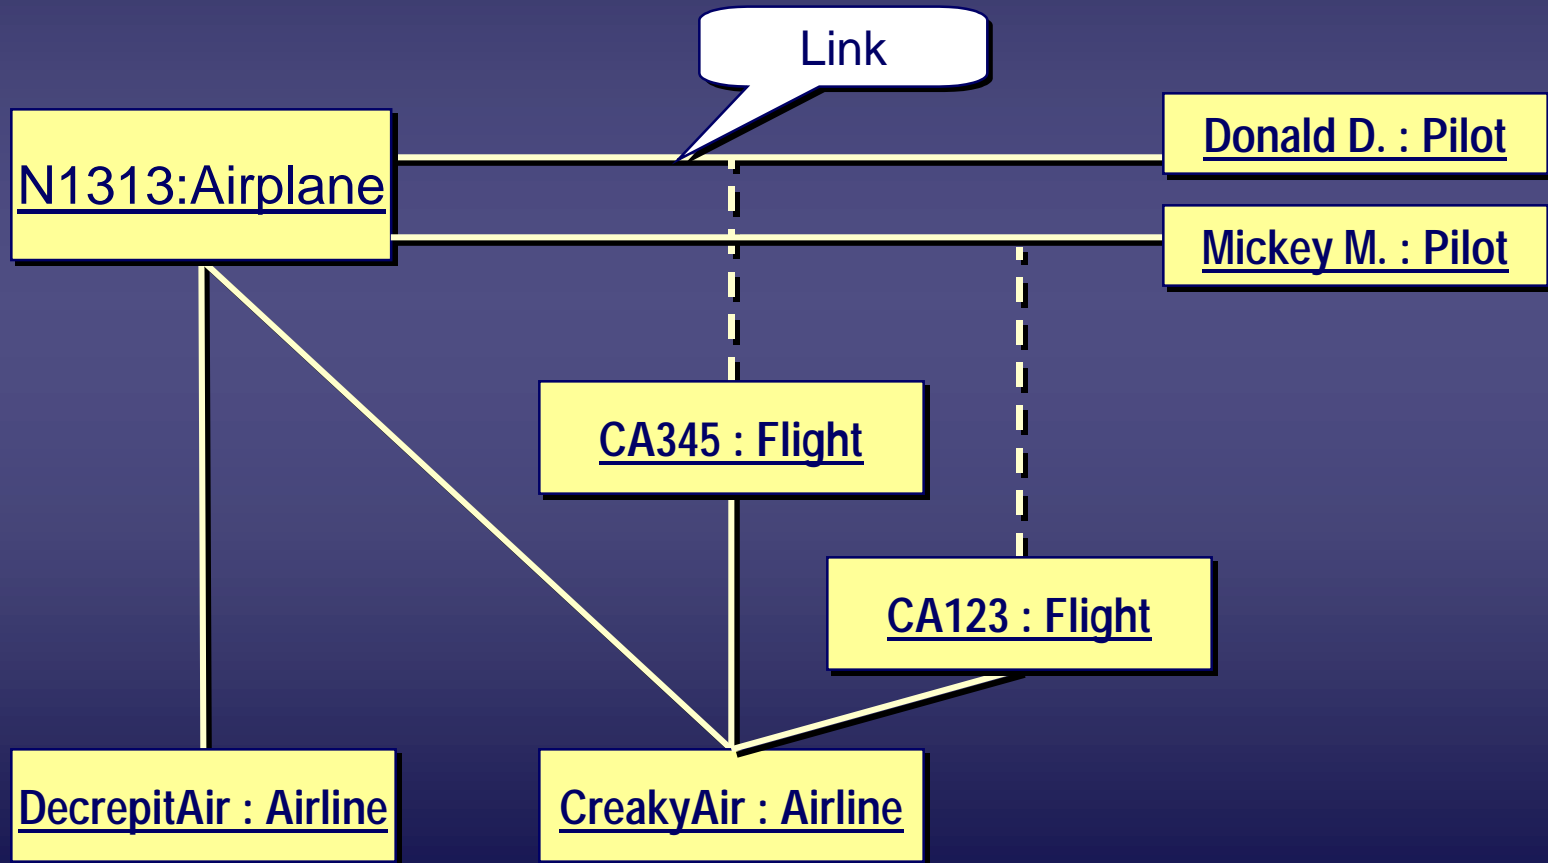 Link
N1313:Airplane
Donald D. : Pilot
Mickey M. : Pilot
CA345 : Flight
CA123 : Flight
DecrepitAir : Airline
CreakyAir : Airline